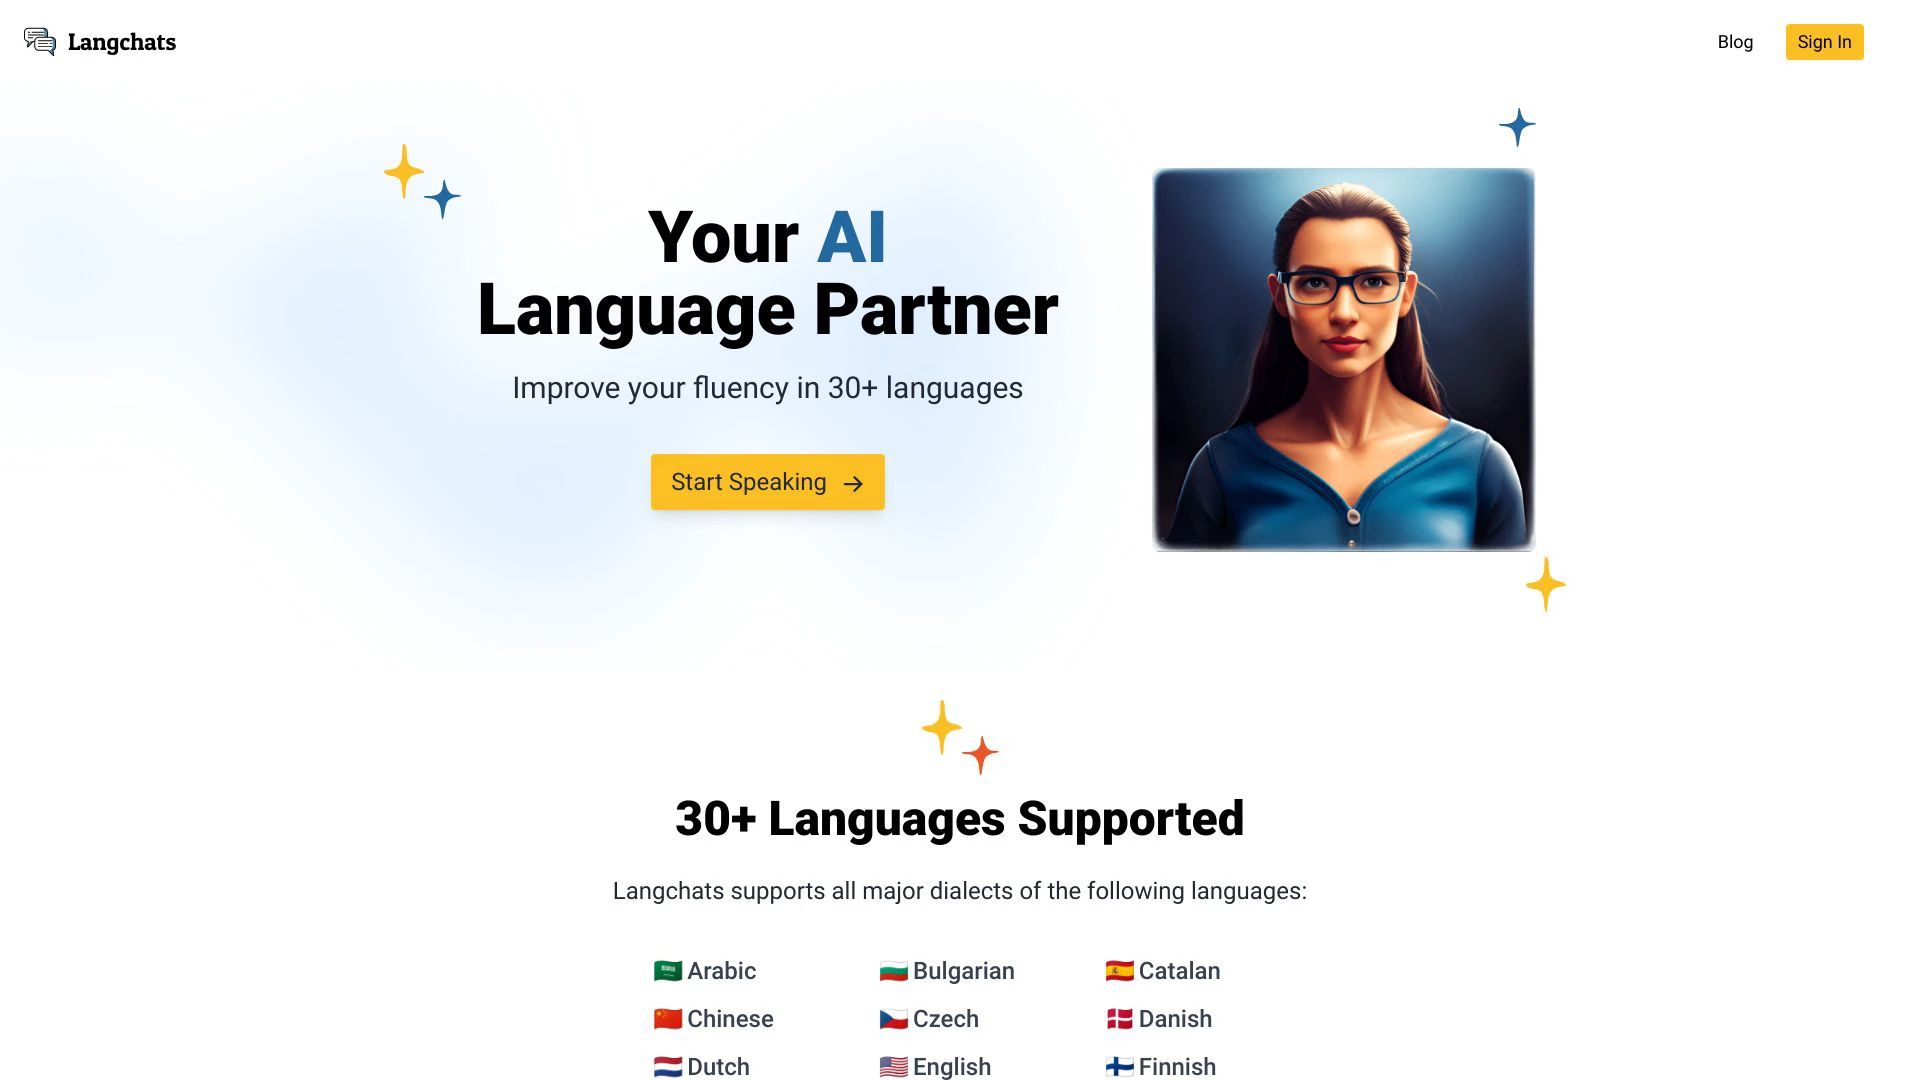 Langchats
Blog
Sign In
Your AI
Language Partner
Improve your fluency in 30+ languages
Start Speaking
30+ Languages Supported
Langchats supports all major dialects of the following languages:
Arabic
Bulgarian
Catalan
Chinese
Czech
Danish
Dutch
English
Finnish